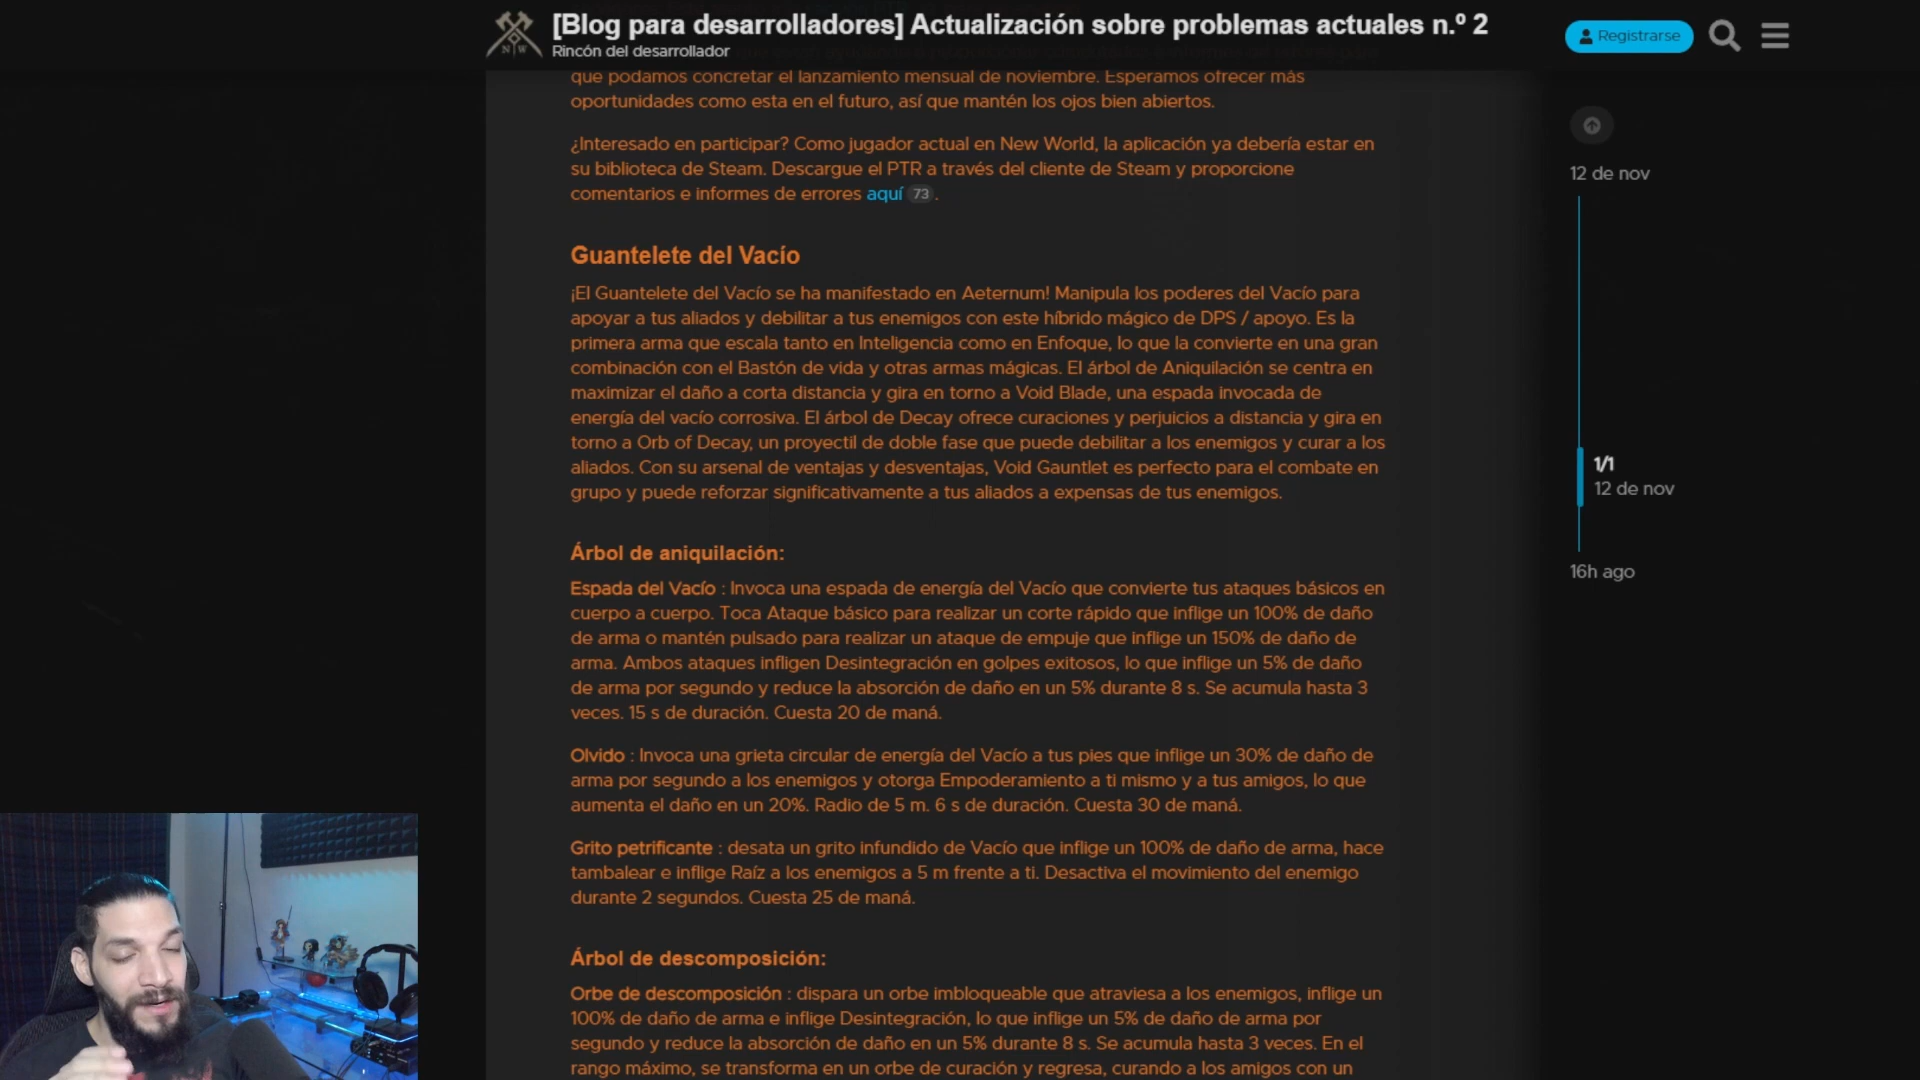 [Blog para desarrolladores] Actualización sobre problemas actuales n.º 2
Rincón del desarrollador
Registrarse
N W
que podamos concretar el lanzamiento mensual de noviembre. Esperamos ofrecer más
oportunidades como esta en el futuro, así que mantén los ojos bien abiertos.
¿Interesado en participar? Como jugador actual en New World, la aplicación ya debería estar en
su biblioteca de Steam. Descargue el PTR a través del cliente de Steam y proporcione
comentarios e informes de errores aquí 73.
Guantelete del Vacío
¡El Guantelete del Vacío se ha manifestado en Aeternum! Manipula los poderes del Vacío para
apoyar a tus aliados y debilitar a tus enemigos con este híbrido mágico de DPS / apoyo. Es la
primera arma que escala tanto en Inteligencia como en Enfoque, lo que la convierte en una gran
combinación con el Bastón de vida y otras armas mágicas. El árbol de Aniquilación se centra en
maximizar el daño a corta distancia y gira en torno a Void Blade, una espada invocada de
energía del vacío corrosiva. El árbol de Decay ofrece curaciones y perjuicios a distancia y gira en
torno a Orb of Decay, un proyectil de doble fase que puede debilitar a los enemigos y curar a los
aliados. Con su arsenal de ventajas y desventajas, Void Gauntlet es perfecto para el combate en
grupo y puede reforzar significativamente a tus aliados a expensas de tus enemigos.
Árbol de aniquilación:
Espada del Vacío : Invoca una espada de energía del Vacío que convierte tus ataques básicos en
cuerpo a cuerpo. Toca Ataque básico para realizar un corte rápido que inflige un 100% de daño
de arma o mantén pulsado para realizar un ataque de empuje que inflige un 150% de daño de
arma. Ambos ataques infligen Desintegración en golpes exitosos, lo que inflige un 5% de daño
de arma por segundo y reduce la absorción de daño en un 5% durante 8 s. Se acumula hasta 3
veces. 15 s de duración. Cuesta 20 de maná.
Olvido : Invoca una grieta circular de energía del Vacío a tus pies que inflige un 30% de daño de
arma por segundo a los enemigos y otorga Empoderamiento a ti mismo y a tus amigos, lo que
aumenta el daño en un 20%. Radio de 5 m. 6 s de duración. Cuesta 30 de maná.
Grito petrificante : desata un grito infundido de Vacío que inflige un 100% de daño de arma, hace
tambalear e inflige Raíz a los enemigos a 5 m frente a ti. Desactiva el movimiento del enemigo
durante 2 segundos. Cuesta 25 de maná.
Árbol de descomposición:
Orbe de descomposición : dispara un orbe imbloqueable que atraviesa a los enemigos, inflige un
100% de daño de arma e inflige Desintegración, lo que inflige un 5% de daño de arma por
segundo y reduce la absorción de daño en un 5% durante 8 s. Se acumula hasta 3 veces. En el
rango máximo, se transforma en un orbe de curación y regresa, curando a los amigos con un
12 de nov
1/1
12 de nov
16h ago